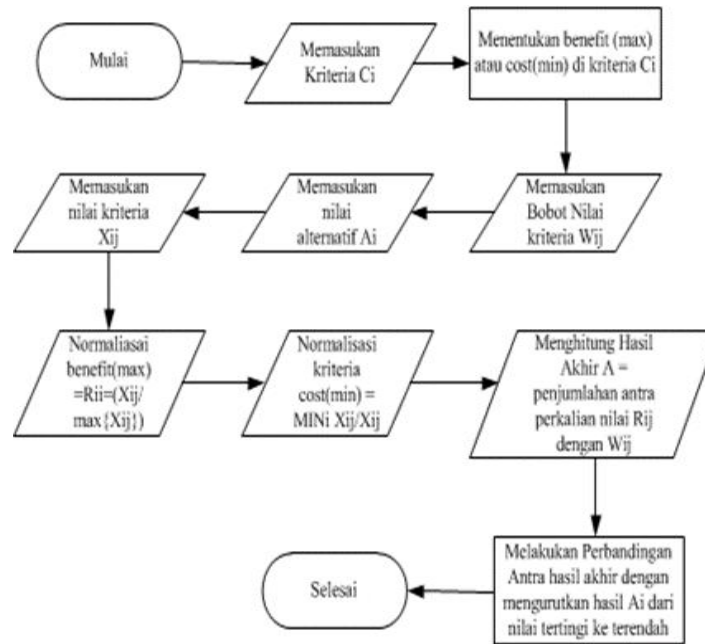 Mulai
Memasukan
Kriteria Ci
Menentukan benefit (max)
atau cost(min) di kriteria Ci
Memasukan
nilai kriteria
Xij
Memasukan
nilai
alternatif Ai
Memasukan
Bobot Nilai
kriteria Wij
Normaliasai
benefit(max)
=Rii=(Xij/
max{Xij})
Normalisasi
kriteria
cost(min) =
MINi Xij/Xij
Menghitung Hasil
Akhir A =
penjumlahan antra
perkalian nilai Rij
dengan Wij
Selesai
Melakukan Perbandingan
Antra hasil akhir dengan
mengurutkan hasil Ai dari
nilai tertingi ke terendah